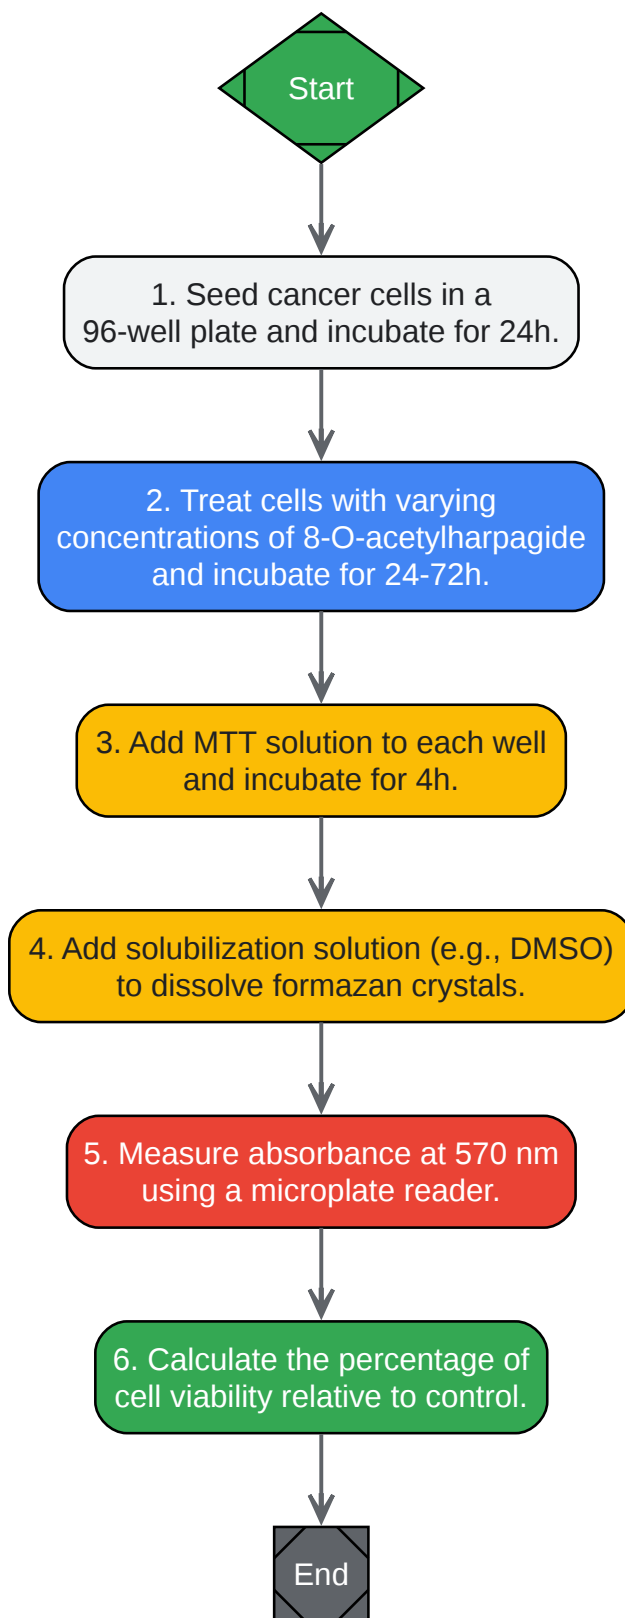 Start
1. Seed cancer cells in a
96-well plate and incubate for 24h.
2. Treat cells with varying
concentrations of 8-O-acetylharpagide
and incubate for 24-72h.
3. Add MTT solution to each well
and incubate for 4h.
4. Add solubilization solution (e.g., DMSO)
to dissolve formazan crystals.
5. Measure absorbance at 570 nm
using a microplate reader.
6. Calculate the percentage of
cell viability relative to control.
End